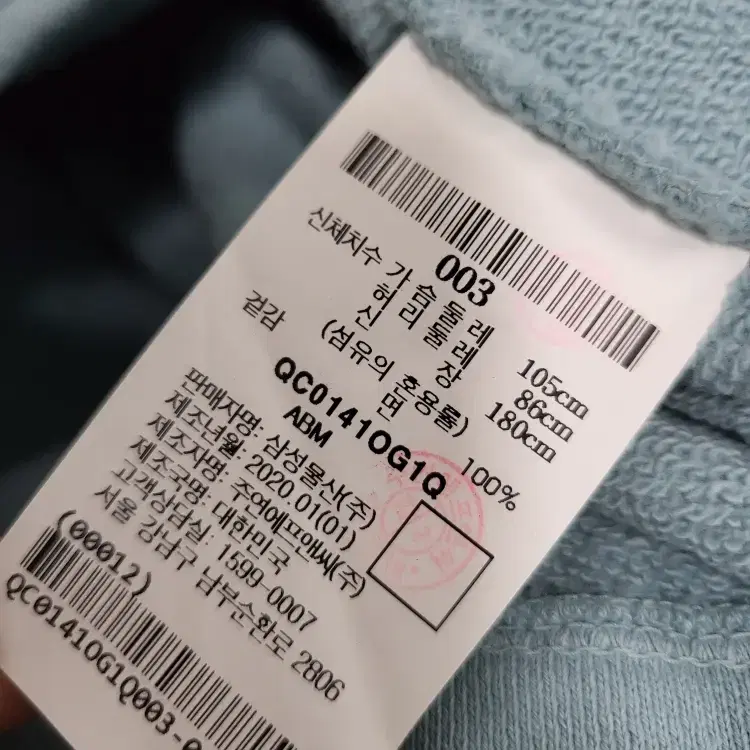 003
신체치수 가슴둘레 105cm
허리둘레 86cm
신 장 180cm
겉감 (섬유의 혼용률)
면 100%
QC0141OG1Q
ABM
판매자명: 삼성물산(주)
제조년월: 2020.01(01)
제조자명: 주연에프앤씨(주)
제조국명: 대한민국
고객상담실: 1599-0007
서울 강남구 남부순환로 2806
(00012)
QC0141OG1Q003-0